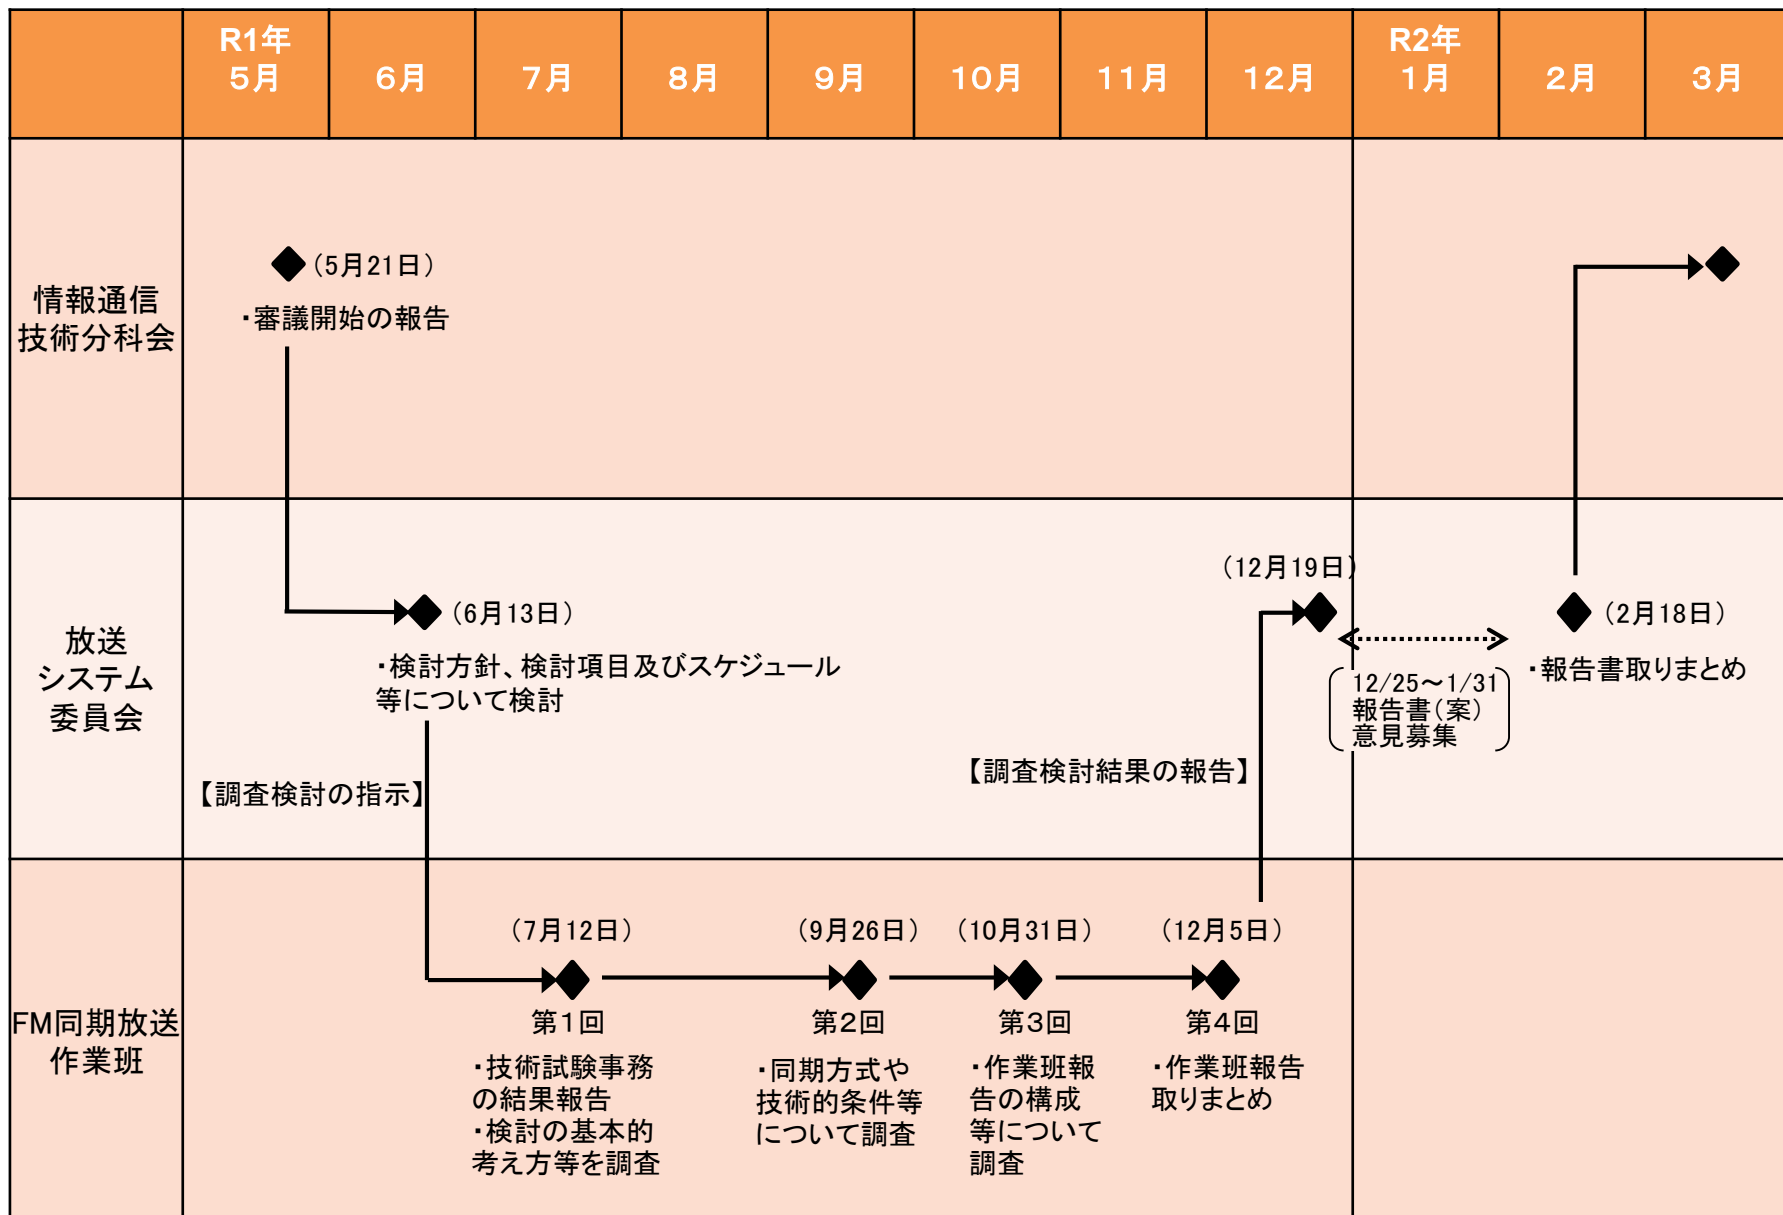 R1年
5月
6月
7月
8月
9月
10月
11月
12月
R2年
1月
2月
3月
情報通信
技術分科会
(5月21日)
・審議開始の報告
放送
システム
委員会
(6月13日)
・検討方針、検討項目及びスケジュール
等について検討
【調査検討の指示】
【調査検討結果の報告】
(12月19日)
12/25～1/31
報告書(案)
意見募集
(2月18日)
・報告書取りまとめ
FM同期放送
作業班
(7月12日)
第1回
・技術試験事務
の結果報告
・検討の基本的
考え方等を調査
(9月26日)
第2回
・同期方式や
技術的条件等
について調査
(10月31日)
第3回
・作業班報
告の構成
等について
調査
(12月5日)
第4回
・作業班報告
取りまとめ